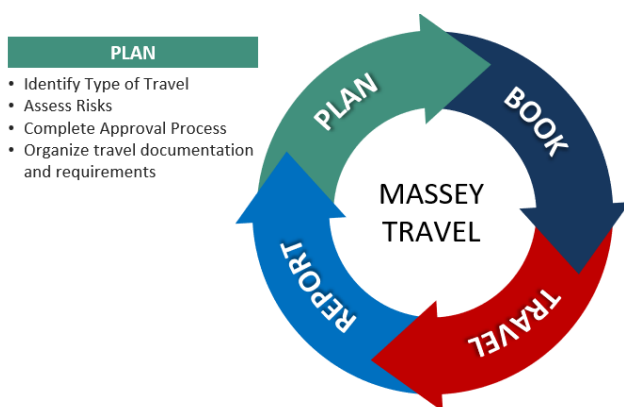 PLAN
• Identify Type of Travel
• Assess Risks
• Complete Approval Process
• Organize travel documentation
and requirements
PLAN
BOOK
TRAVEL
REPORT
MASSEY
TRAVEL